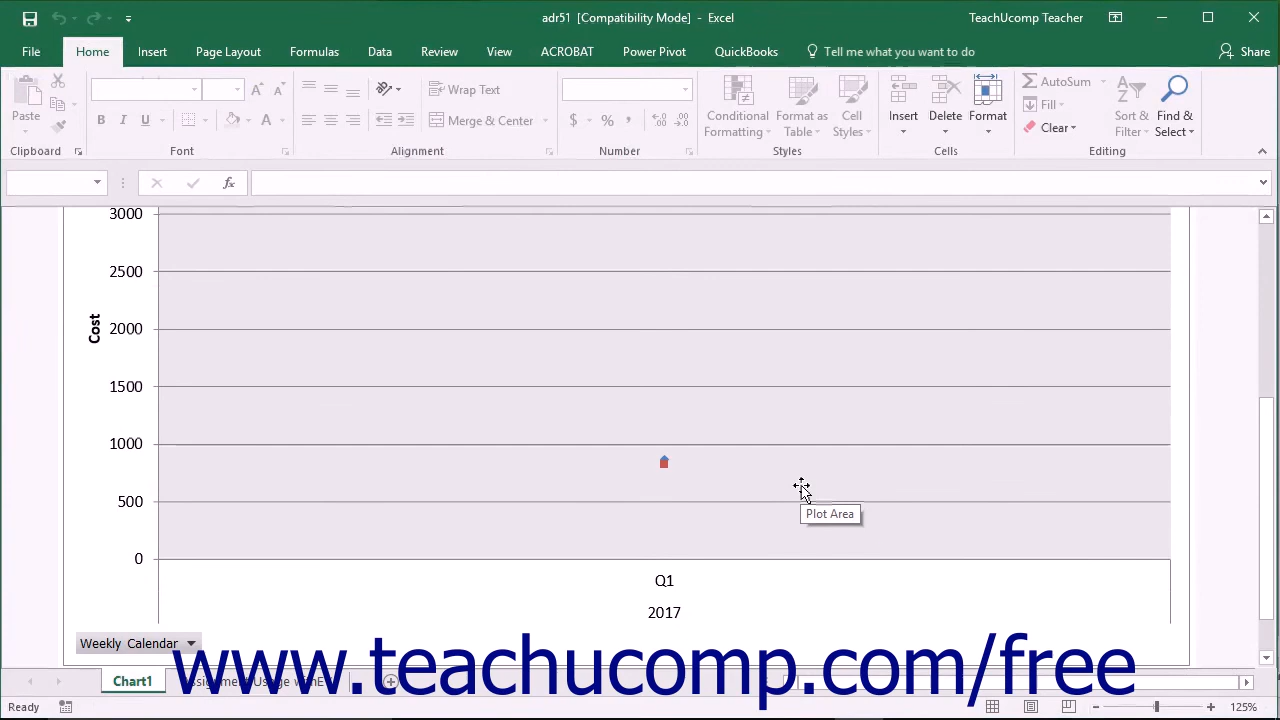 adr51 [Compatibility Mode] - Excel
TeachUcomp Teacher
File Home Insert Page Layout Formulas Data Review View ACROBAT Power Pivot QuickBooks Tell me what you want to do Share
Paste
B I U
Wrap Text
Merge & Center
$ % ,
Conditional Formatting
Format as Table
Cell Styles
Insert Delete Format
AutoSum
Fill
Clear
Sort & Filter
Find & Select
Clipboard Font Alignment Number Styles Cells Editing
fx
3000
2500
2000
1500
1000
500
0
Cost
Plot Area
Q1
2017
Weekly Calendar
www.teachucomp.com/free
Chart1
Ready
125%